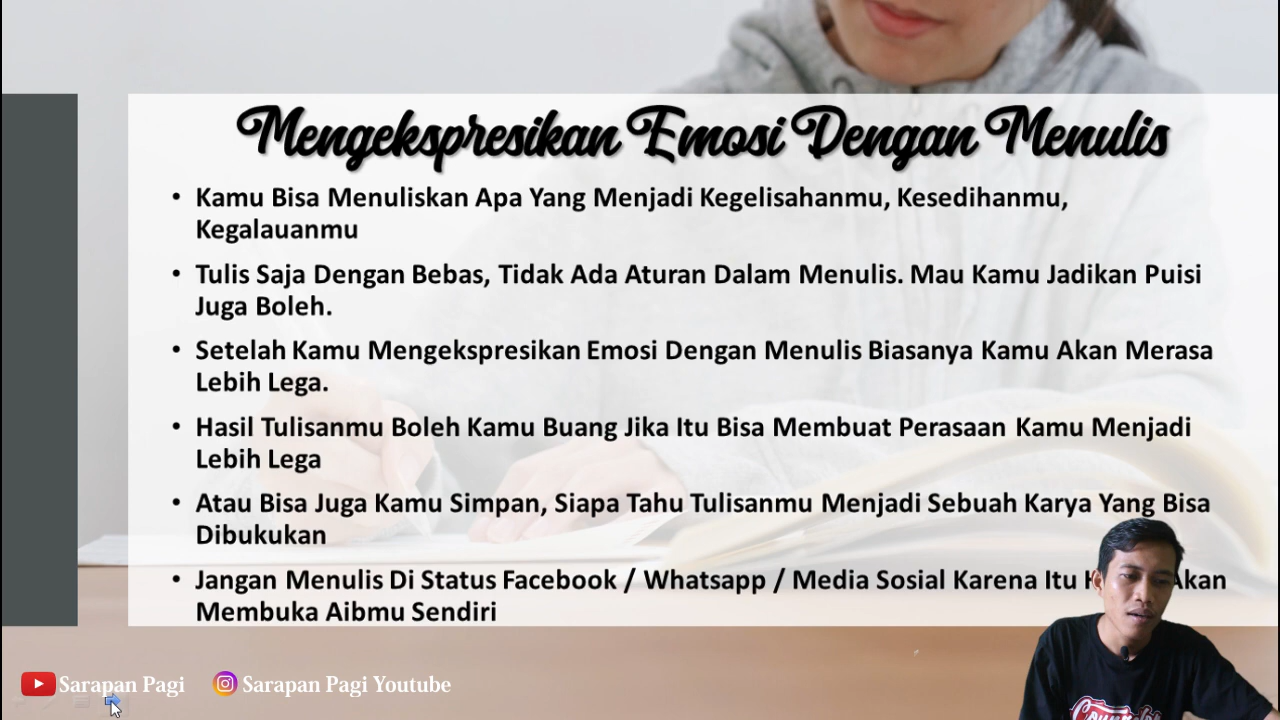 Mengekspresikan Emosi Dengan Menulis
• Kamu Bisa Menuliskan Apa Yang Menjadi Kegelisahanmu, Kesedihanmu,
Kegalauanmu
• Tulis Saja Dengan Bebas, Tidak Ada Aturan Dalam Menulis. Mau Kamu Jadikan Puisi
Juga Boleh.
• Setelah Kamu Mengekspresikan Emosi Dengan Menulis Biasanya Kamu Akan Merasa
Lebih Lega.
• Hasil Tulisanmu Boleh Kamu Buang Jika Itu Bisa Membuat Perasaan Kamu Menjadi
Lebih Lega
• Atau Bisa Juga Kamu Simpan, Siapa Tahu Tulisanmu Menjadi Sebuah Karya Yang Bisa
Dibukukan
• Jangan Menulis Di Status Facebook / Whatsapp / Media Sosial Karena Itu Akan
Membuka Aibmu Sendiri
Sarapan Pagi Sarapan Pagi Youtube